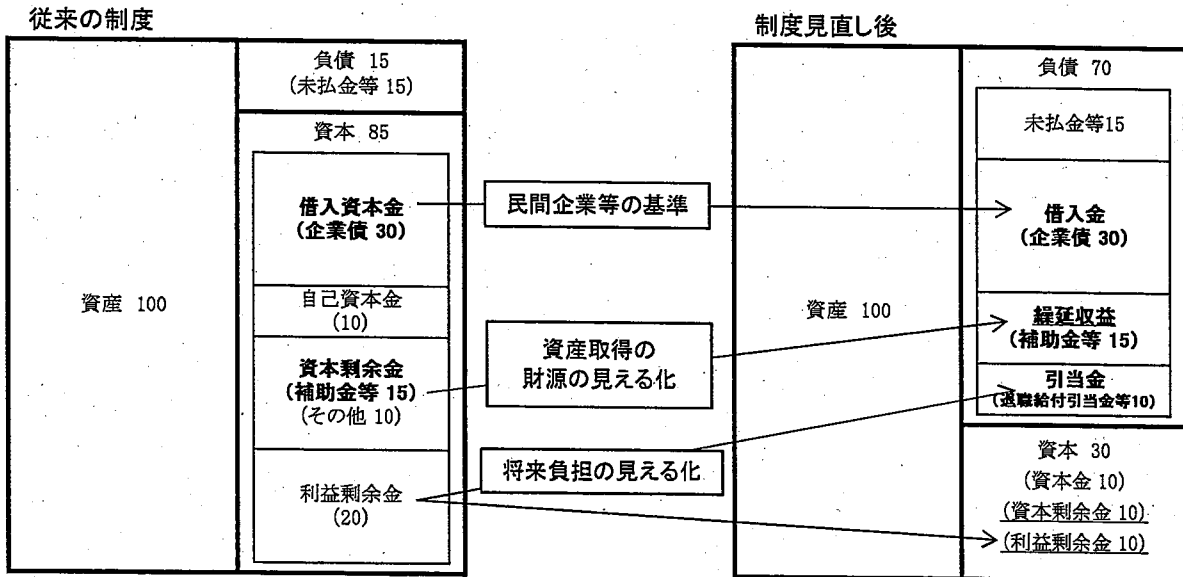 従来の制度
資産 100
負債 15
(未払金等 15)
資本 85
借入資本金
(企業債 30)
自己資本金
(10)
資本剰余金
(補助金等 15)
(その他 10)
利益剰余金
(20)
民間企業等の基準
資産取得の
財源の見える化
将来負担の見える化
制度見直し後
資産 100
負債 70
未払金等15
借入金
(企業債 30)
繰延収益
(補助金等 15)
引当金
(退職給付引当金等10)
資本 30
(資本金 10)
(資本剰余金 10)
(利益剰余金 10)